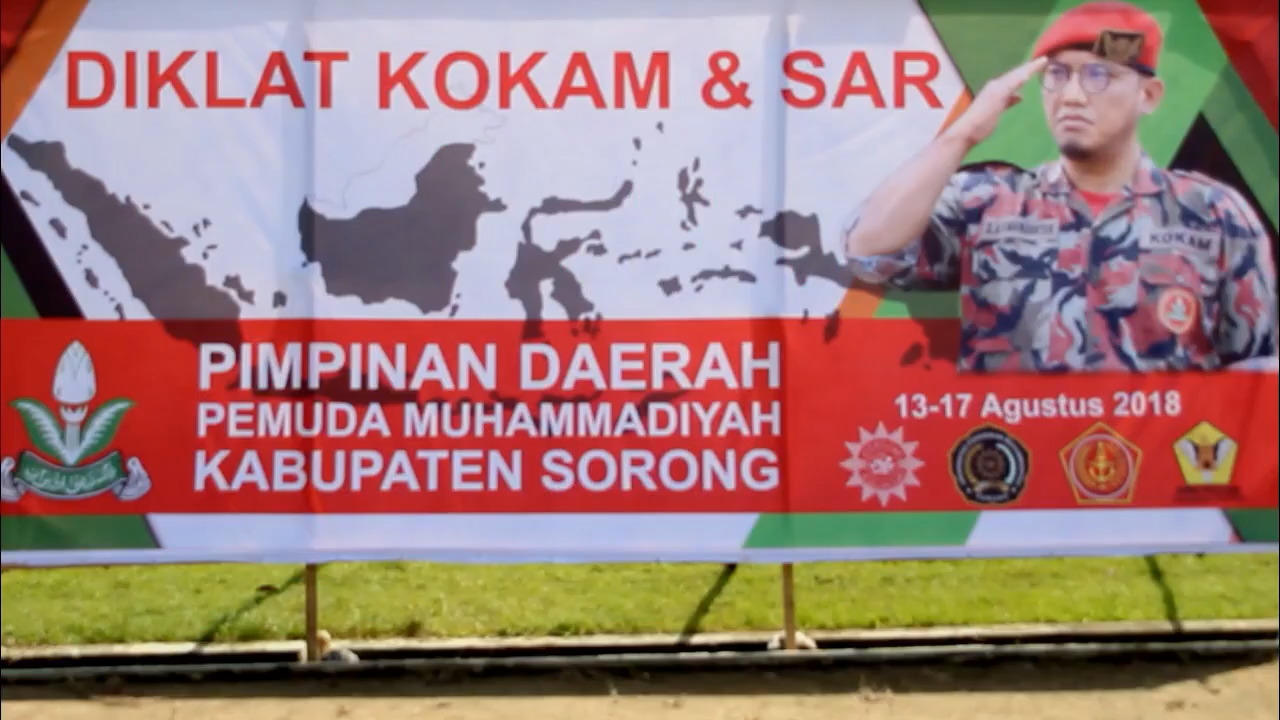 DIKLAT KOKAM & SAR
KOKAM
PIMPINAN DAERAH
PEMUDA MUHAMMADIYAH
KABUPATEN SORONG
13-17 Agustus 2018